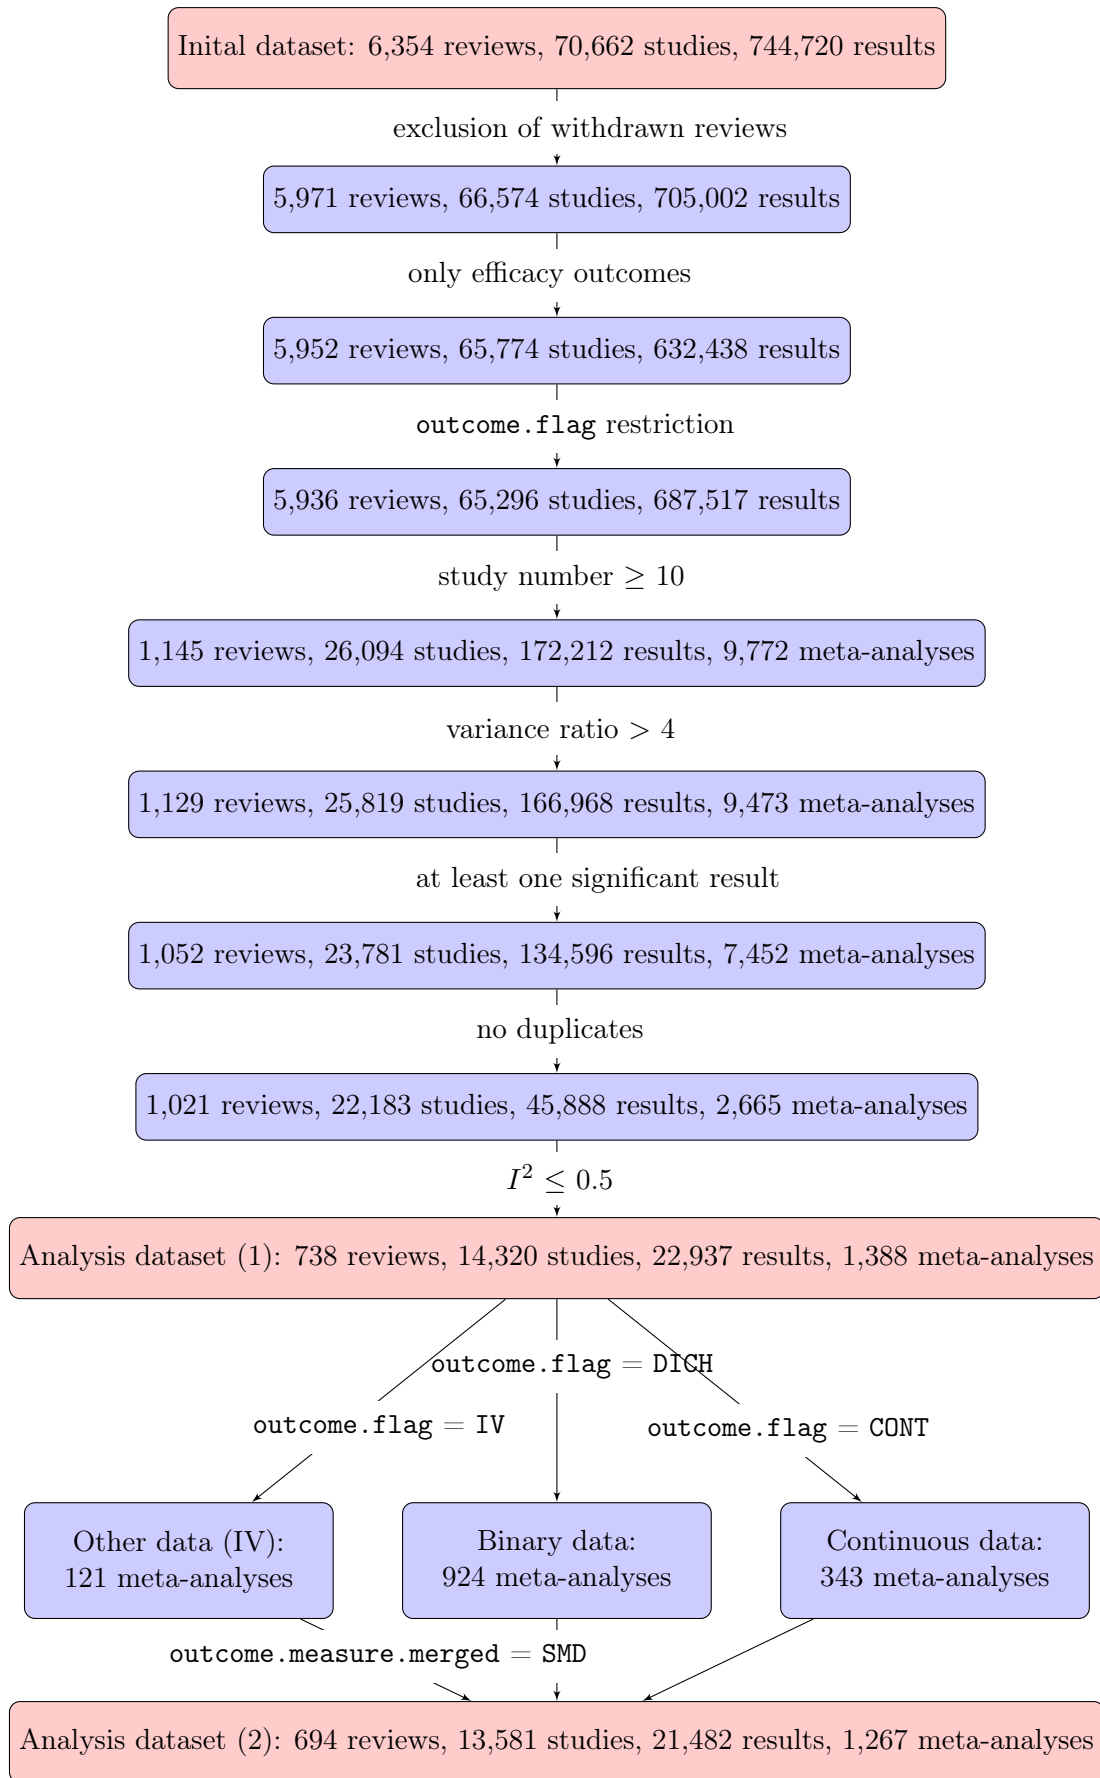 Inital dataset: 6,354 reviews, 70,662 studies, 744,720 results
exclusion of withdrawn reviews
5,971 reviews, 66,574 studies, 705,002 results
only efficacy outcomes
5,952 reviews, 65,774 studies, 632,438 results
outcome.flag restriction
5,936 reviews, 65,296 studies, 687,517 results
study number ≥ 10
1,145 reviews, 26,094 studies, 172,212 results, 9,772 meta-analyses
variance ratio > 4
1,129 reviews, 25,819 studies, 166,968 results, 9,473 meta-analyses
at least one significant result
1,052 reviews, 23,781 studies, 134,596 results, 7,452 meta-analyses
no duplicates
1,021 reviews, 22,183 studies, 45,888 results, 2,665 meta-analyses
I² ≤ 0.5
Analysis dataset (1): 738 reviews, 14,320 studies, 22,937 results, 1,388 meta-analyses
outcome.flag = DICH
outcome.flag = IV
outcome.flag = CONT
Other data (IV):
121 meta-analyses
Binary data:
924 meta-analyses
Continuous data:
343 meta-analyses
outcome.measure.merged = SMD
Analysis dataset (2): 694 reviews, 13,581 studies, 21,482 results, 1,267 meta-analyses